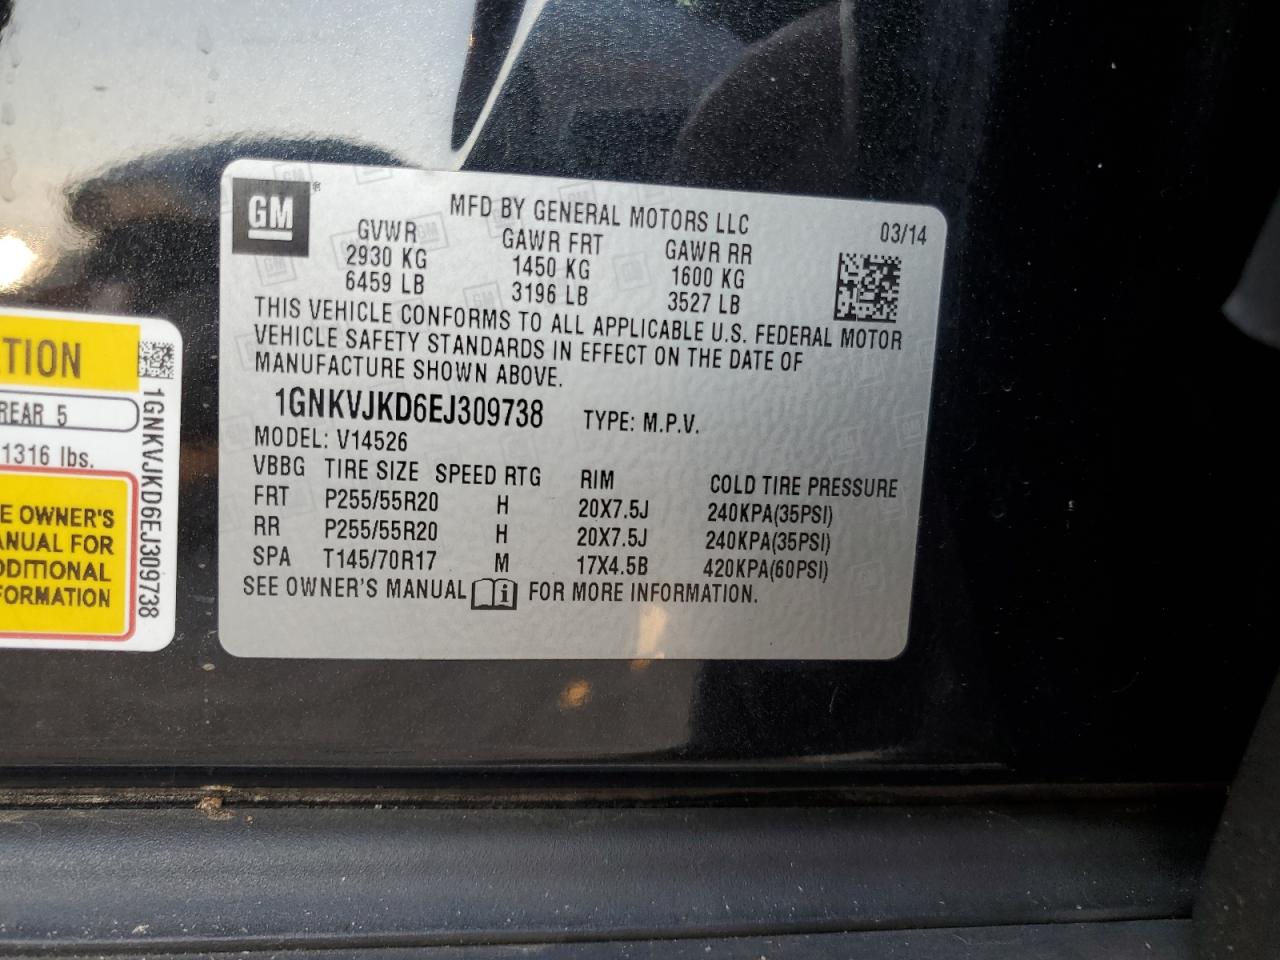 GM
®
MFD BY GENERAL MOTORS LLC
03/14
GVWR GAWR FRT GAWR RR
2930 KG 1450 KG 1600 KG
6459 LB 3196 LB 3527 LB
THIS VEHICLE CONFORMS TO ALL APPLICABLE U.S. FEDERAL MOTOR
VEHICLE SAFETY STANDARDS IN EFFECT ON THE DATE OF
MANUFACTURE SHOWN ABOVE.
1GNKVJKD6EJ309738 TYPE: M.P.V.
MODEL: V14526
VBBG TIRE SIZE SPEED RTG RIM COLD TIRE PRESSURE
FRT P255/55R20 H 20X7.5J 240KPA(35PSI)
RR P255/55R20 H 20X7.5J 240KPA(35PSI)
SPA T145/70R17 M 17X4.5B 420KPA(60PSI)
SEE OWNER'S MANUAL i FOR MORE INFORMATION.
TION
REAR 5
1316 lbs.
E OWNER'S
ANUAL FOR
DDITIONAL
FORMATION
1GNKVJKD6EJ309738